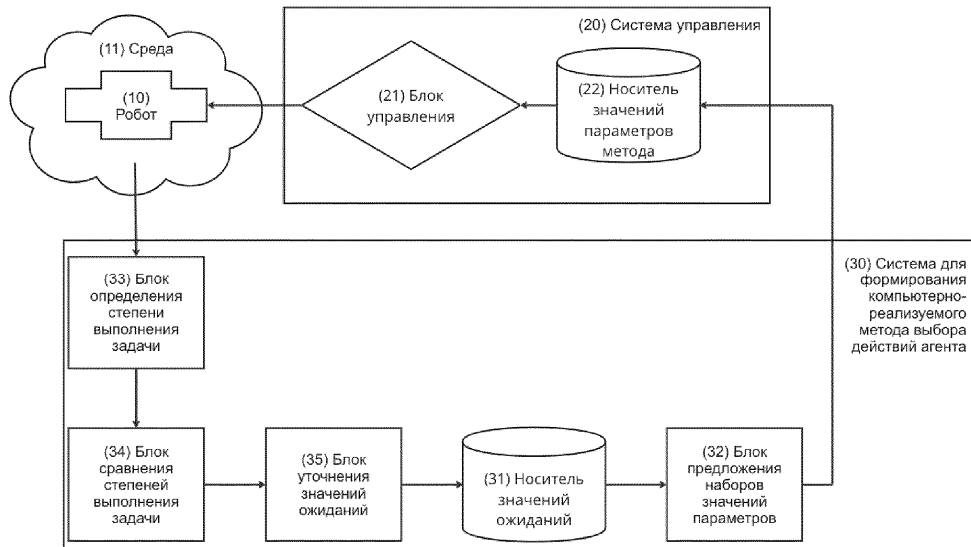 (20) Система управления
(11) Среда
(10)
Робот
(21) Блок
управления
(22) Носитель
значений
параметров
метода
(30) Система для
формирования
компьютерно-
реализуемого
метода выбора
действий агента
(33) Блок
определения
степени
выполнения
задачи
(34) Блок
сравнения
степеней
выполнения
задачи
(35) Блок
уточнения
значений
ожиданий
(31) Носитель
значений
ожиданий
(32) Блок
предложения
наборов
значений
параметров